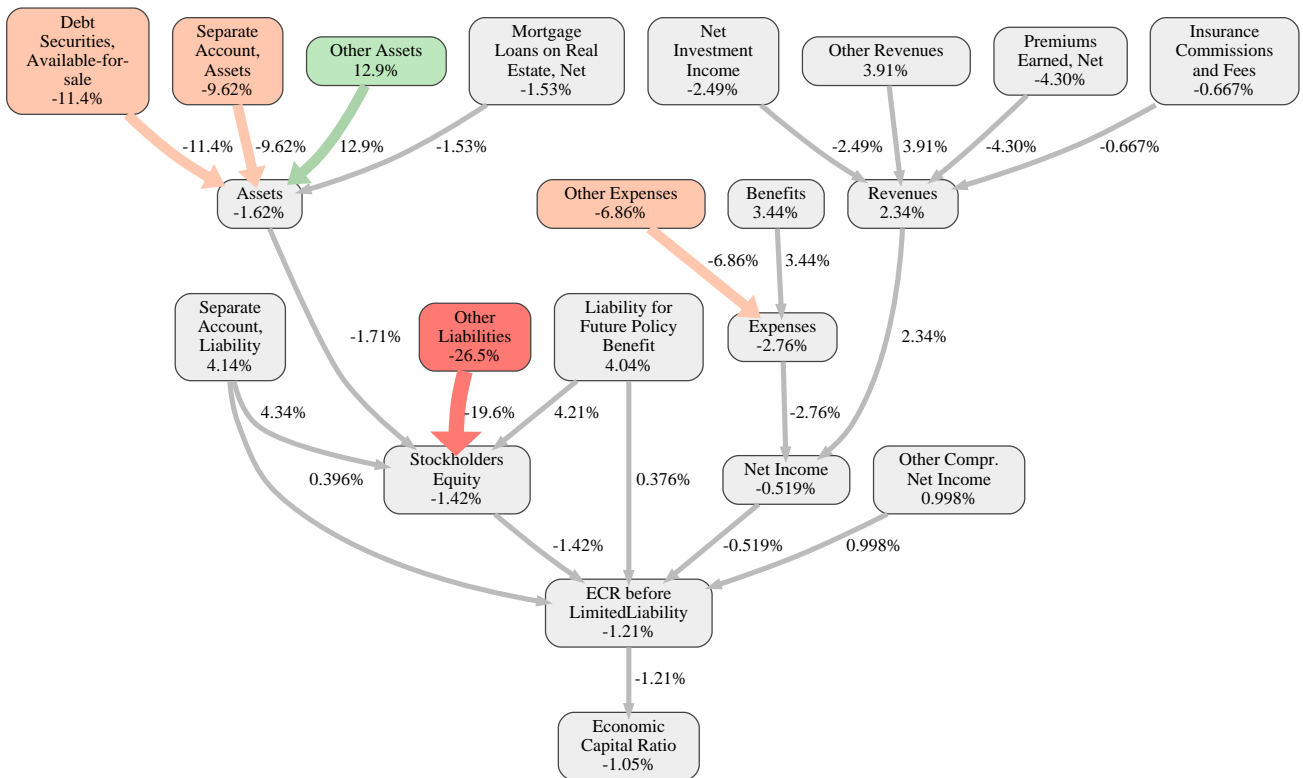 Debt
Securities,
Available-for-
sale
-11.4%
Separate
Account,
Assets
-9.62%
Other Assets
12.9%
Mortgage
Loans on Real
Estate, Net
-1.53%
Net
Investment
Income
-2.49%
Other Revenues
3.91%
Premiums
Earned, Net
-4.30%
Insurance
Commissions
and Fees
-0.667%
-11.4%
-9.62%
12.9%
-1.53%
-2.49%
3.91%
-4.30%
-0.667%
Assets
-1.62%
Other Expenses
-6.86%
Benefits
3.44%
Revenues
2.34%
-6.86%
3.44%
Separate
Account,
Liability
4.14%
-1.71%
Other
Liabilities
-26.5%
Liability for
Future Policy
Benefit
4.04%
Expenses
-2.76%
2.34%
4.34%
-19.6%
4.21%
-2.76%
0.396%
Stockholders
Equity
-1.42%
0.376%
Net Income
-0.519%
Other Compr.
Net Income
0.998%
-1.42%
-0.519%
0.998%
ECR before
LimitedLiability
-1.21%
-1.21%
Economic
Capital Ratio
-1.05%